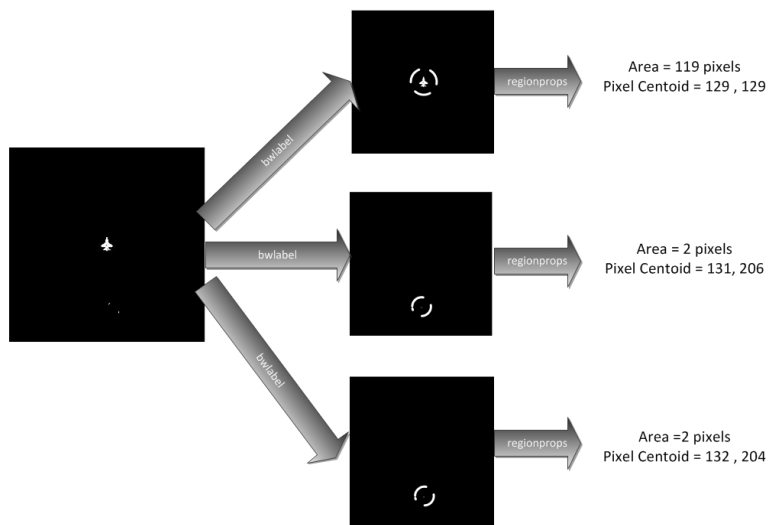 bwlabel
regionprops
Area = 119 pixels
Pixel Centoid = 129 , 129
bwlabel
regionprops
Area = 2 pixels
Pixel Centoid = 131, 206
bwlabel
regionprops
Area =2 pixels
Pixel Centoid = 132 , 204